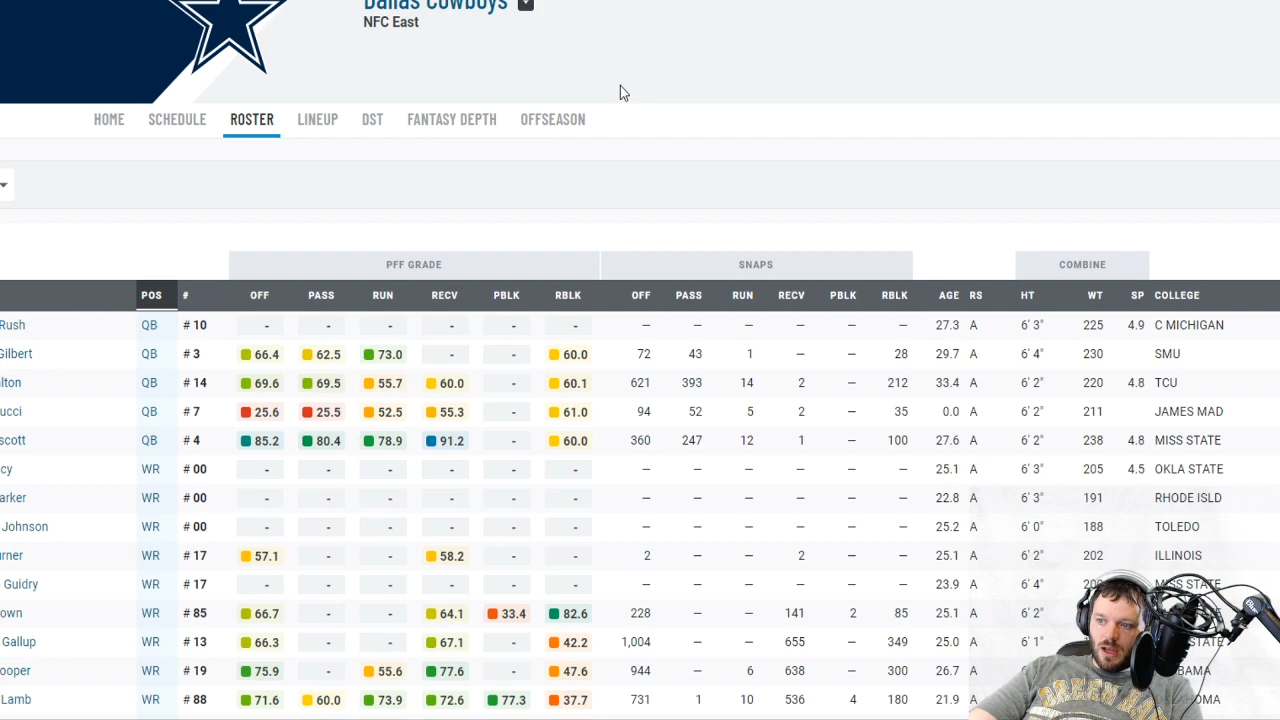 Dallas Cowboys
NFC East
HOME SCHEDULE ROSTER LINEUP DST FANTASY DEPTH OFFSEASON
PFF GRADE SNAPS COMBINE
POS # OFF PASS RUN RECV PBLK RBLK OFF PASS RUN RECV PBLK RBLK AGE RS HT WT SP COLLEGE
Rush QB # 10 - - - - - - — — — — — — 27.3 A 6' 3" 225 4.9 C MICHIGAN
Gilbert QB # 3 66.4 62.5 73.0 - - 60.0 72 43 1 — — 28 29.7 A 6' 4" 230 SMU
lton QB # 14 69.6 69.5 55.7 60.0 - 60.1 621 393 14 2 — 212 33.4 A 6' 2" 220 4.8 TCU
ucci QB # 7 25.6 25.5 52.5 55.3 - 61.0 94 52 5 2 — 35 0.0 A 6' 2" 211 JAMES MAD
scott QB # 4 85.2 80.4 78.9 91.2 - 60.0 360 247 12 1 — 100 27.6 A 6' 2" 238 4.8 MISS STATE
cy WR # 00 - - - - - - — — — — — — 25.1 A 6' 3" 205 4.5 OKLA STATE
arker WR # 00 - - - - - - — — — — — — 22.8 A 6' 3" 191 RHODE ISLD
Johnson WR # 00 - - - - - - — — — — — — 25.2 A 6' 0" 188 TOLEDO
urner WR # 17 57.1 - - 58.2 - - 2 — — 2 — — 25.1 A 6' 2" 202 ILLINOIS
Guidry WR # 17 - - - - - - — — — — — — 23.9 A 6' 4" MISS STATE
own WR # 85 66.7 - - 64.1 33.4 82.6 228 — — 141 2 85 25.1 A 6' 2"
Gallup WR # 13 66.3 - - 67.1 - 42.2 1,004 — — 655 — 349 25.0 A 6' 1" STATE
ooper WR # 19 75.9 - 55.6 77.6 - 47.6 944 — 6 638 — 300 26.7 A BAMA
Lamb WR # 88 71.6 60.0 73.9 72.6 77.3 37.7 731 1 10 536 4 180 21.9 A